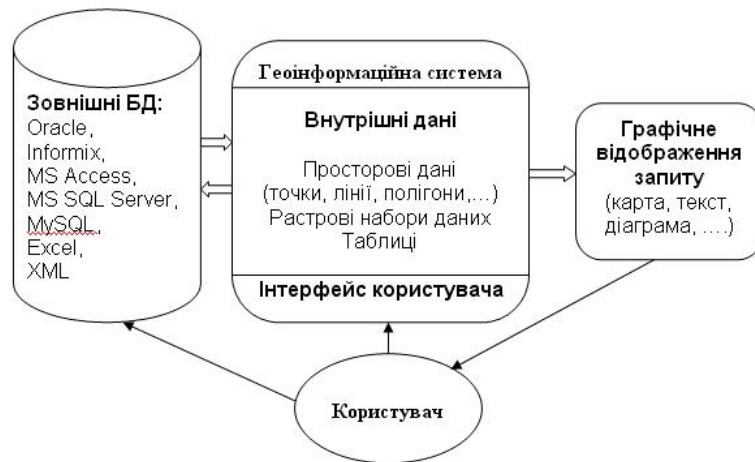 Зовнішні БД:
Oracle,
Informix,
MS Access,
MS SQL Server,
MySQL,
Excel,
XML
Геоінформаційна система
Внутрішні дані
Просторові дані
(точки, лінії, полігони,...)
Растрові набори даних
Таблиці
Інтерфейс користувача
Графічне
відображення
запиту
(карта, текст,
діаграма, ....)
Користувач